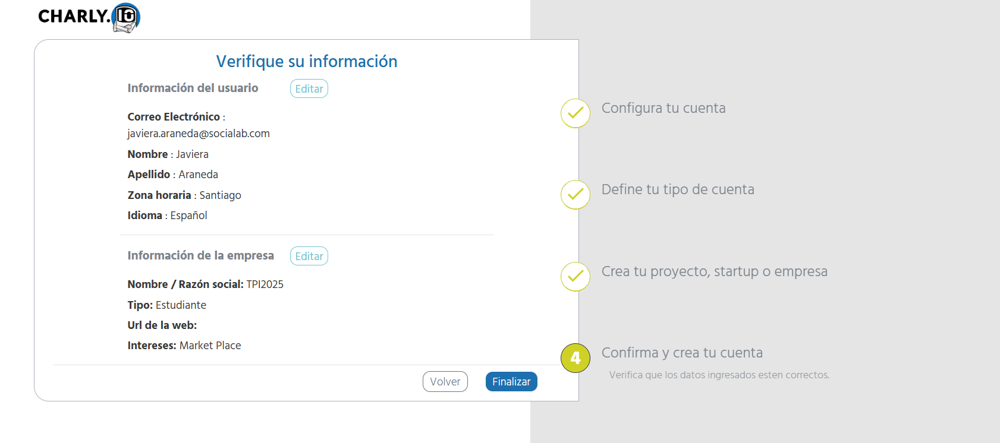 CHARLY.io
Verifique su información
Información del usuario
Editar
Correo Electrónico :
javiera.araneda@socialab.com
Nombre : Javiera
Apellido : Araneda
Zona horaria : Santiago
Idioma : Español
Información de la empresa
Editar
Nombre / Razón social: TPI2025
Tipo: Estudiante
Url de la web:
Intereses: Market Place
Volver
Finalizar
Configura tu cuenta
Define tu tipo de cuenta
Crea tu proyecto, startup o empresa
4
Confirma y crea tu cuenta
Verifica que los datos ingresados esten correctos.